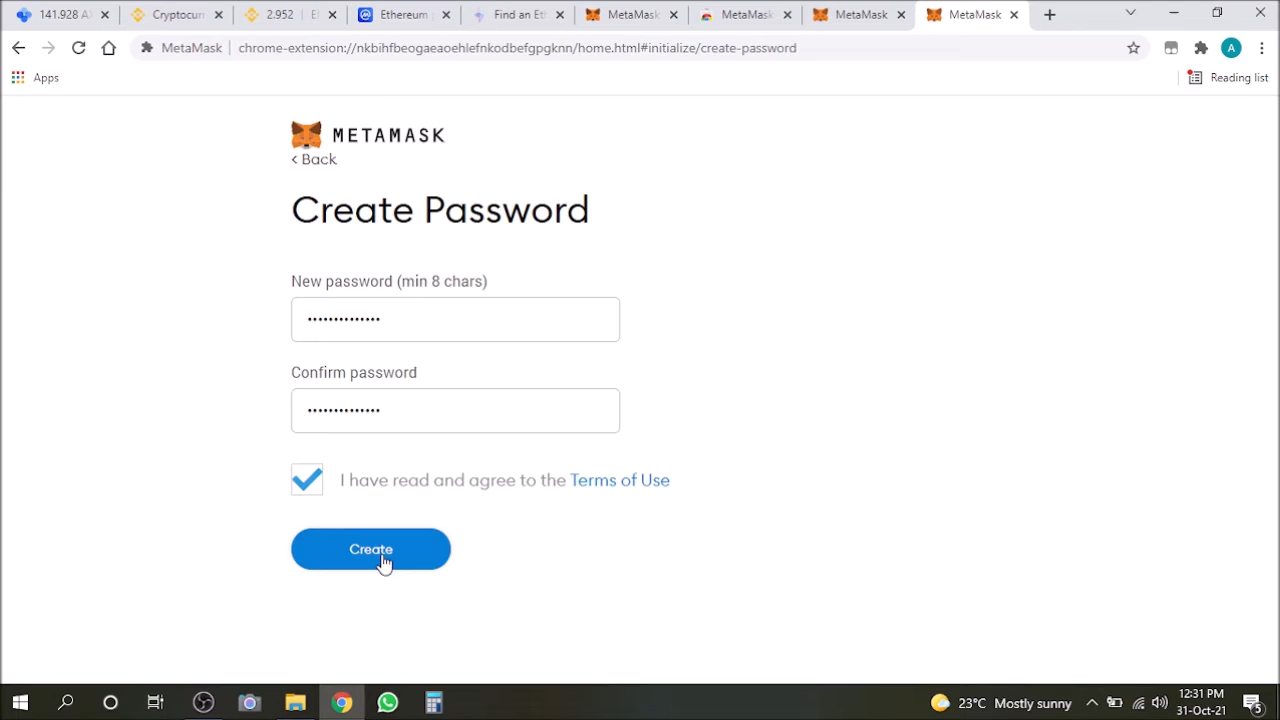 141.928 A
Cryptocur
2.952 | E
Ethereum
Find an Et
MetaMask
MetaMask
MetaMask
MetaMask
MetaMask chrome-extension://nkbihfbeogaeaoehlefnkodbefgpgknn/home.html#initialize/create-password
A
Apps
Reading list
METAMASK
< Back
Create Password
New password (min 8 chars)
••••••••••••••
Confirm password
••••••••••••••
I have read and agree to the Terms of Use
Create
23°C Mostly sunny
12:31 PM
31-Oct-21
5